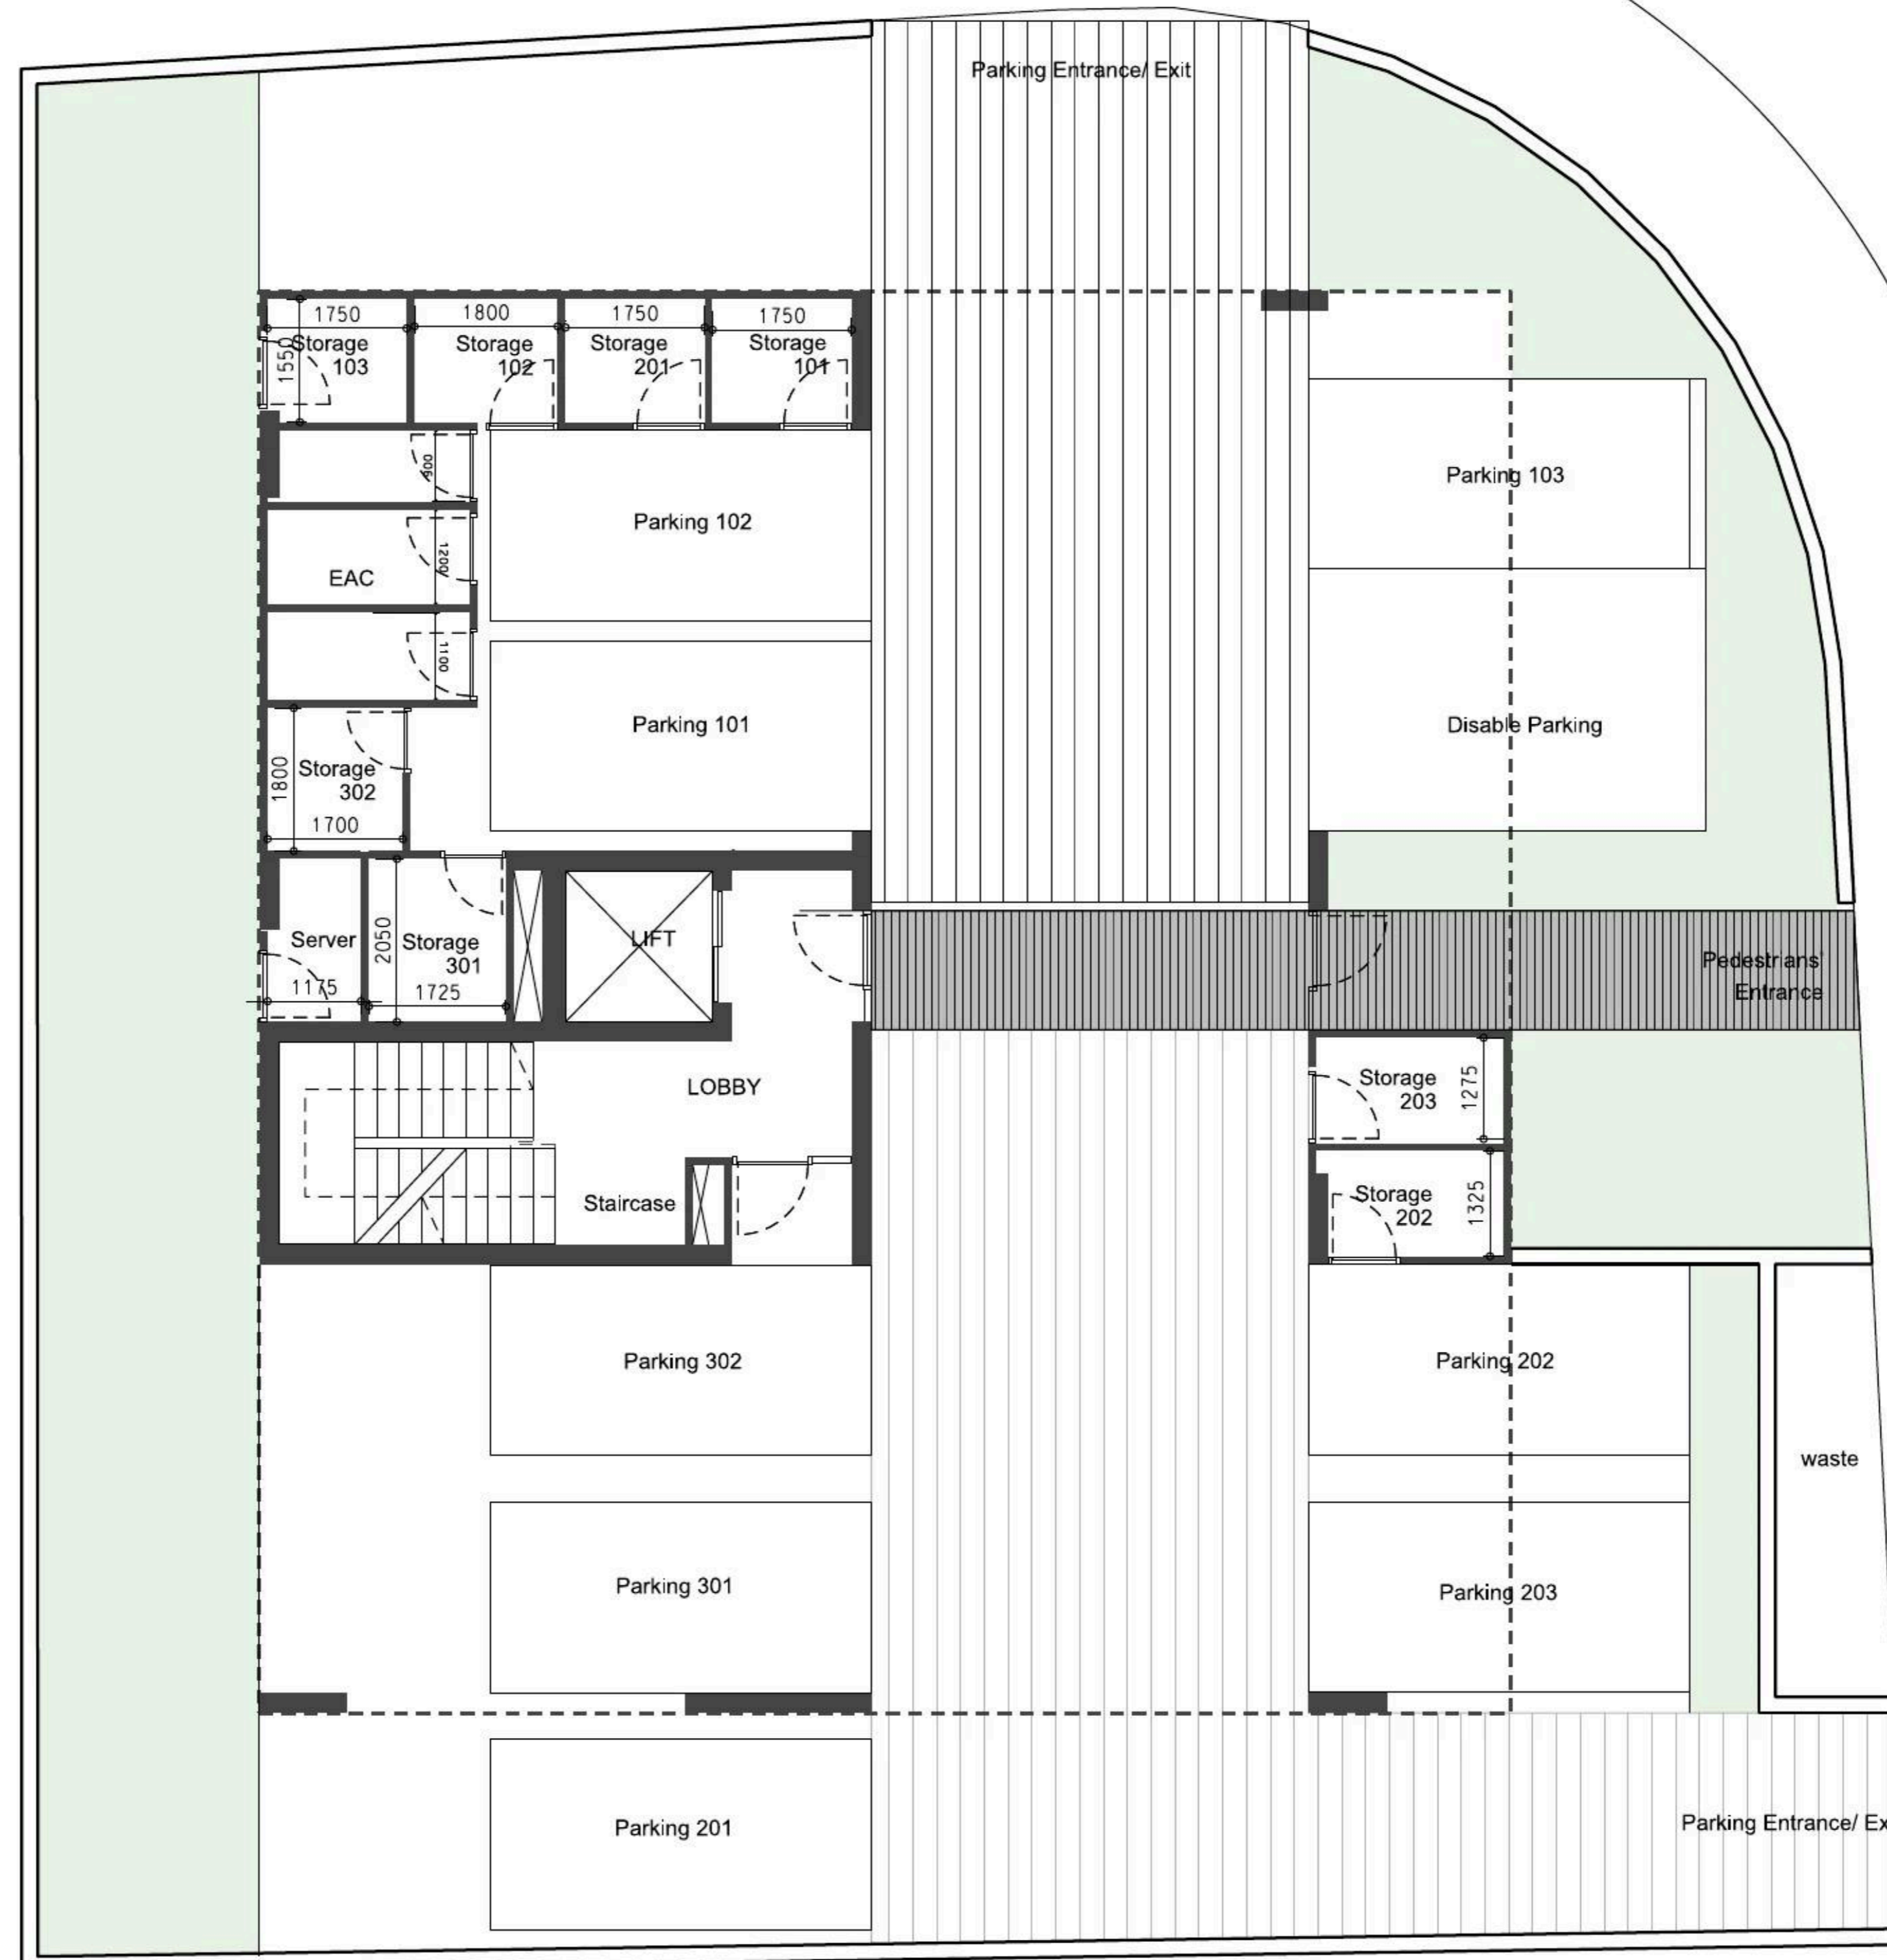 Parking Entrance/ Exit
1750
1800
1750
1750
1550
Storage
103
Storage
102
Storage
201
Storage
101
900
Parking 102
Parking 103
1200
EAC
1100
Parking 101
Disable Parking
1800
Storage
302
1700
Server
1175
2050
Storage
301
1725
LIFT
Pedestrians'
Entrance
LOBBY
Storage
203
1275
Staircase
Storage
202
1325
Parking 302
Parking 202
waste
Parking 301
Parking 203
Parking 201
Parking Entrance/ Ex